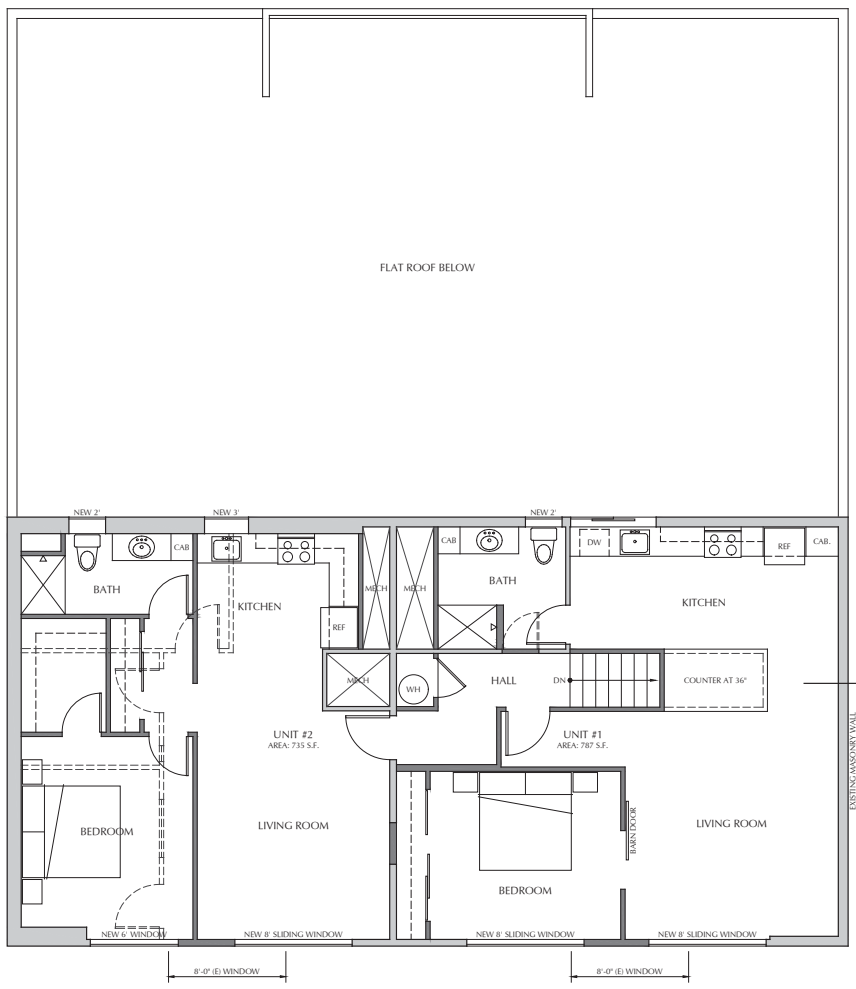 FLAT ROOF BELOW
NEW 2'
NEW 3'
NEW 2'
CAB
CAB
DW
REF
CAB.
BATH
MECH
MECH
BATH
KITCHEN
KITCHEN
REF
MECH
WH
HALL
DN
COUNTER AT 36"
UNIT #2
AREA: 735 S.F.
UNIT #1
AREA: 787 S.F.
EXISTING MASONRY WALL
BEDROOM
LIVING ROOM
BARN DOOR
LIVING ROOM
BEDROOM
NEW 6' WINDOW
NEW 8' SLIDING WINDOW
NEW 8' SLIDING WINDOW
NEW 8' SLIDING WINDOW
8'-0" (E) WINDOW
8'-0" (E) WINDOW